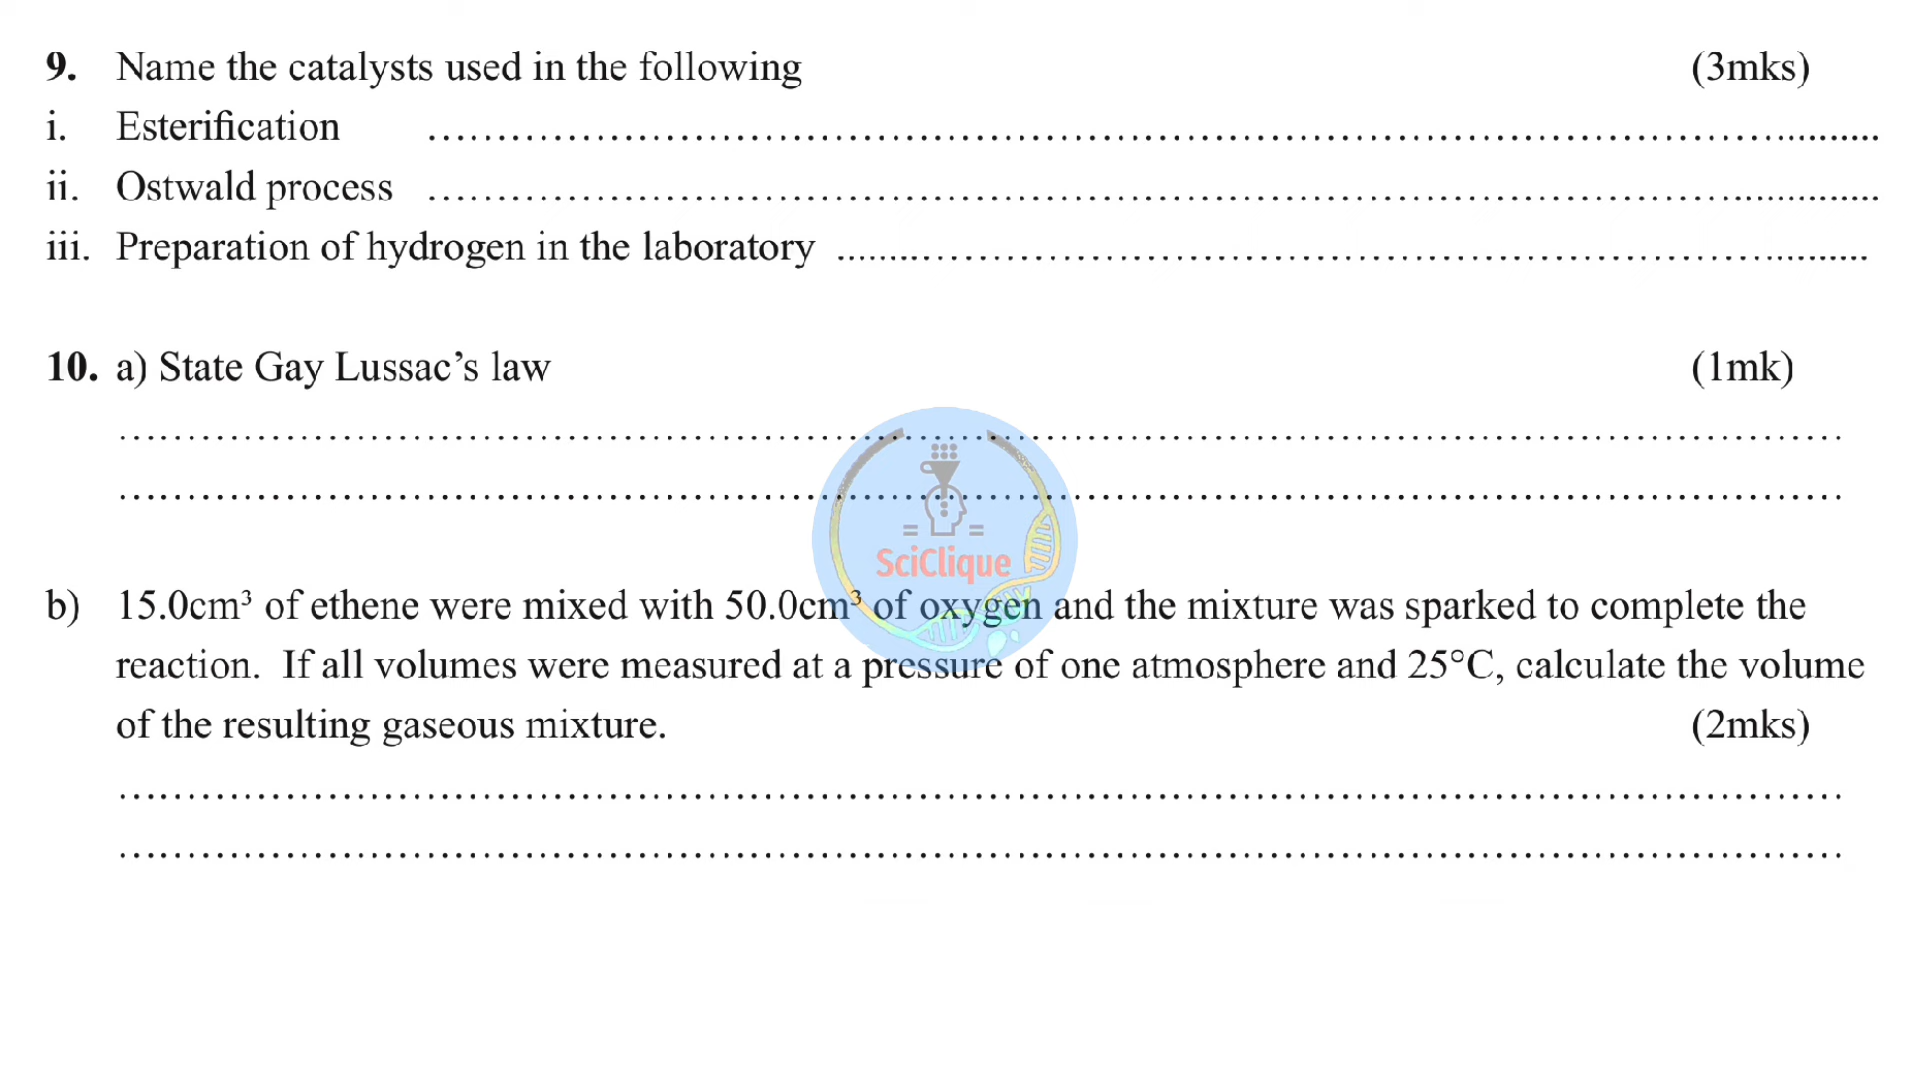 9. Name the catalysts used in the following (3mks)
i. Esterification ................................................................................
ii. Ostwald process ................................................................................
iii. Preparation of hydrogen in the laboratory ............................................................
10. a) State Gay Lussac’s law (1mk)
................................................................................
................................................................................
SciClique
b) 15.0cm³ of ethene were mixed with 50.0cm³ of oxygen and the mixture was sparked to complete the
reaction. If all volumes were measured at a pressure of one atmosphere and 25°C, calculate the volume
of the resulting gaseous mixture. (2mks)
................................................................................
................................................................................